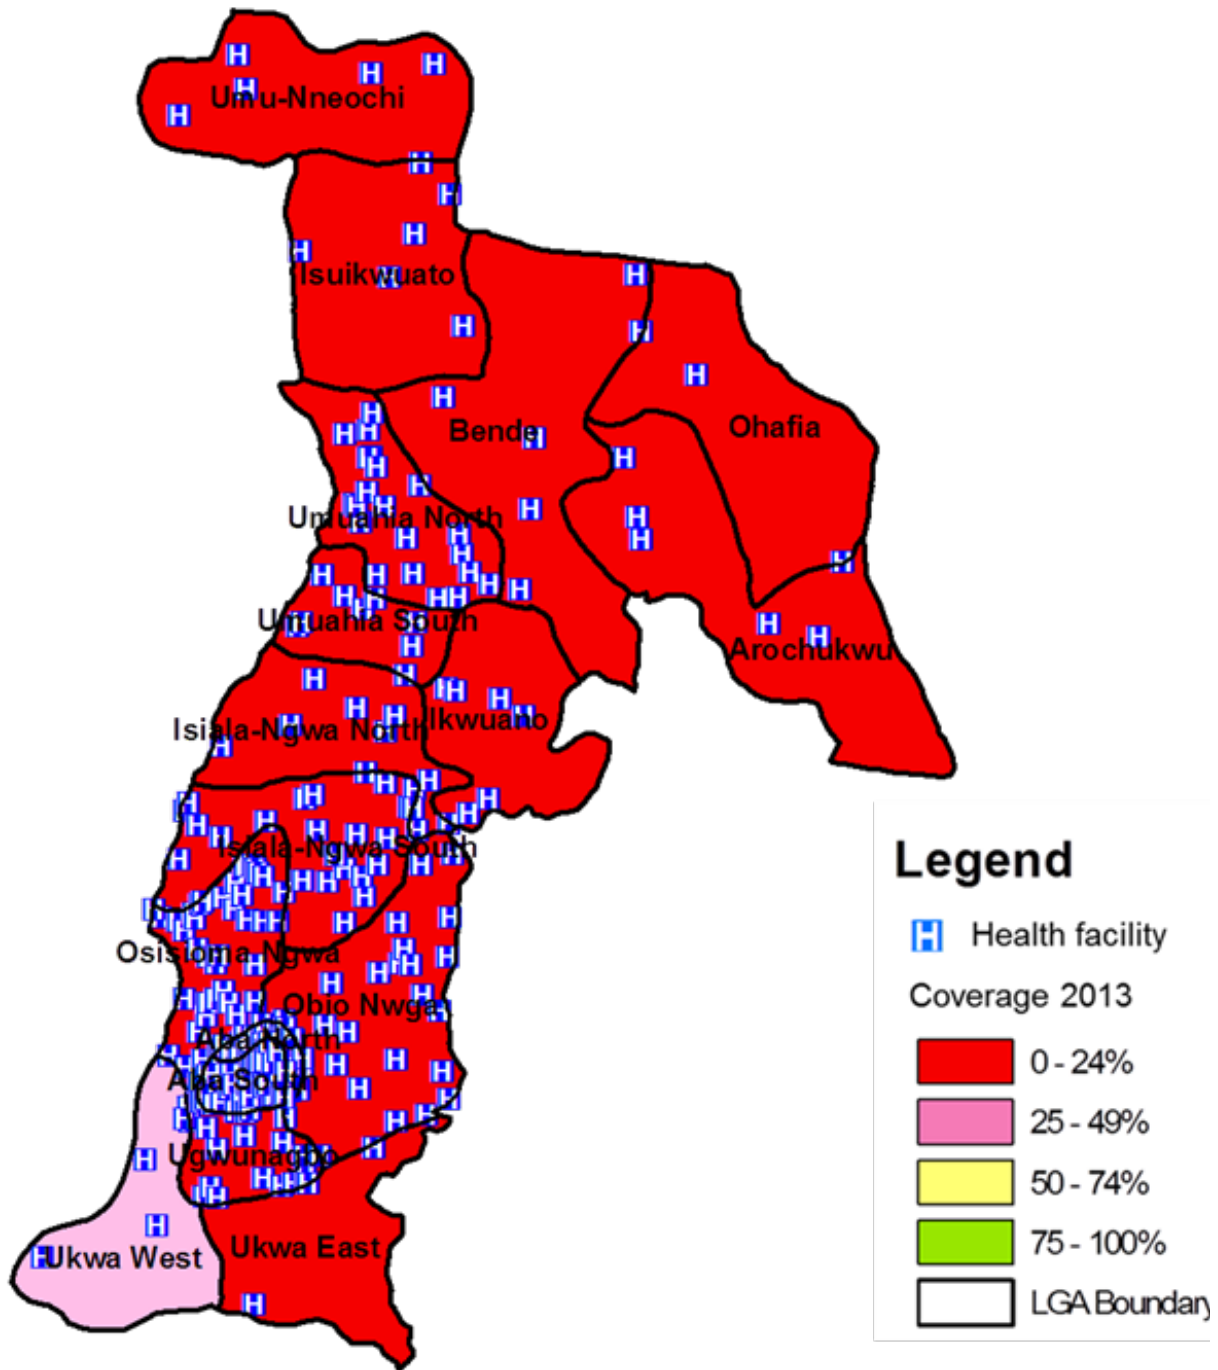 Umu-Nneochi
Isuikwuato
Bende
Ohafia
Umuahia North
Umuahia South
Arochukwu
Ikwuano
Isiala-Ngwa North
Isiala-Ngwa South
Osisioma Ngwa
Obio Nwga
Aba North
Aba South
Ugwunagbo
Ukwa East
Ukwa West
Legend
H Health facility
Coverage 2013
0 - 24%
25 - 49%
50 - 74%
75 - 100%
LGA Boundary